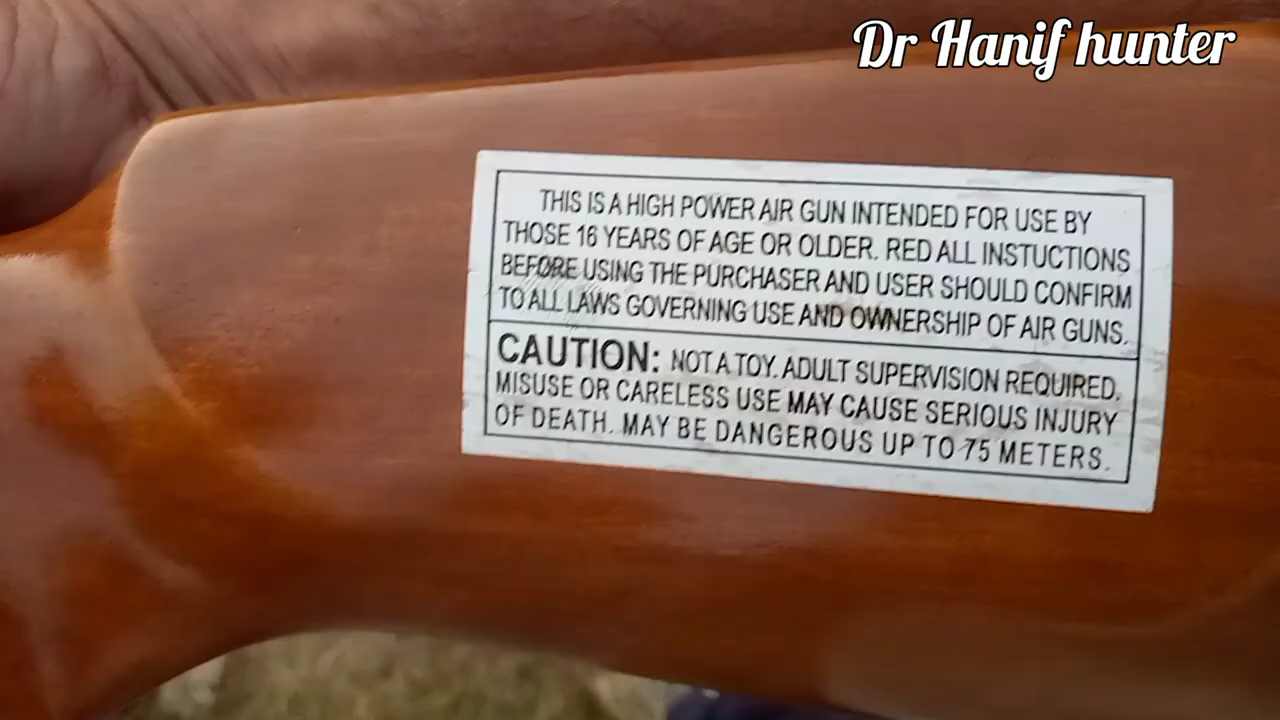 Dr Hanif hunter
THIS IS A HIGH POWER AIR GUN INTENDED FOR USE BY
THOSE 16 YEARS OF AGE OR OLDER. RED ALL INSTUCTIONS
BEFORE USING THE PURCHASER AND USER SHOULD CONFIRM
TO ALL LAWS GOVERNING USE AND OWNERSHIP OF AIR GUNS.
CAUTION: NOT A TOY. ADULT SUPERVISION REQUIRED.
MISUSE OR CARELESS USE MAY CAUSE SERIOUS INJURY
OF DEATH. MAY BE DANGEROUS UP TO 75 METERS.